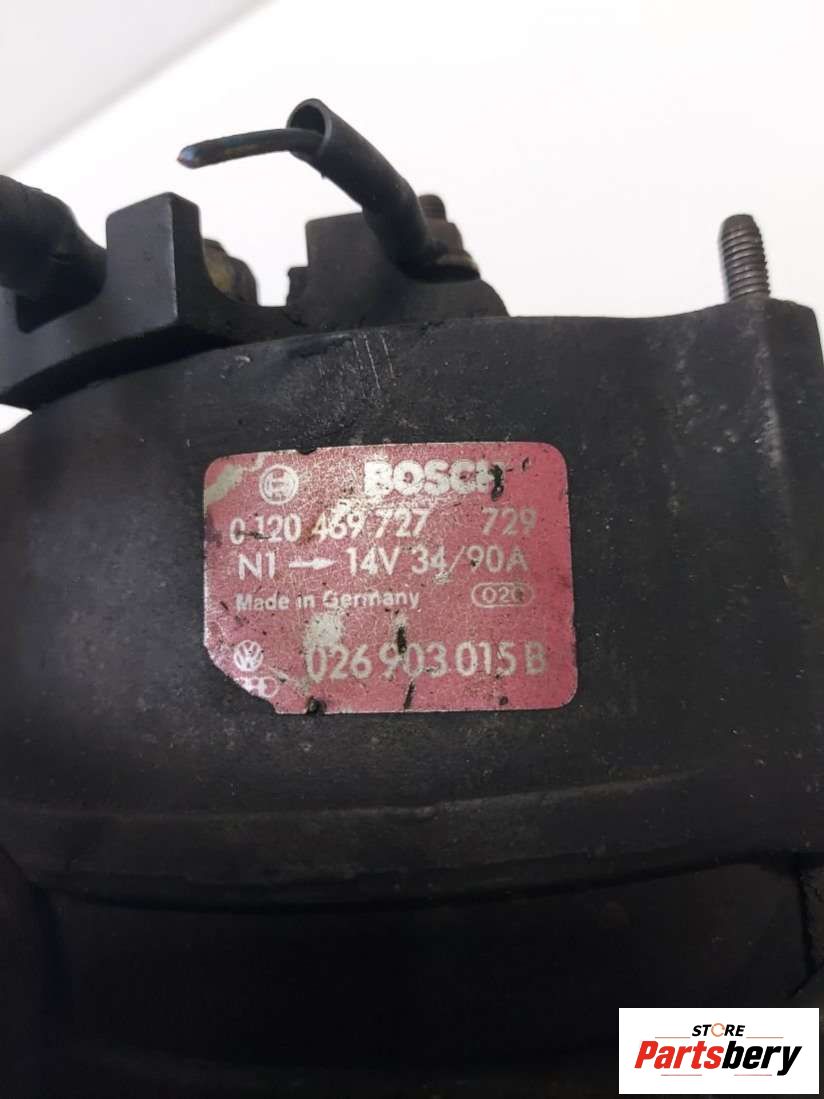 BOSCH
0 120 469 727 729
N1 → 14V 34/90A
Made in Germany 020
026 903 015 B
STORE
Partsbery